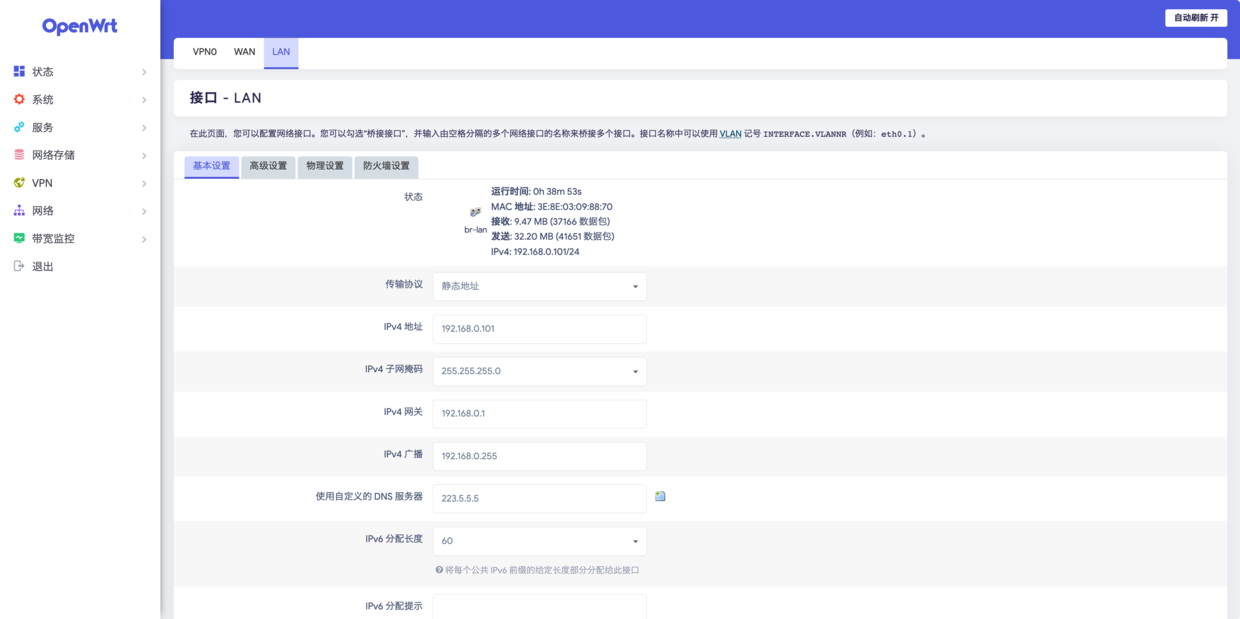 OpenWrt
自动刷新 开
状态
系统
服务
网络存储
VPN
网络
带宽监控
退出
VPN0 WAN LAN
接口 - LAN
在此页面，您可以配置网络接口。您可以勾选“桥接接口”，并输入由空格分隔的多个网络接口的名称来桥接多个接口。接口名称中可以使用 VLAN 记号 INTERFACE.VLANNR（例如：eth0.1）。
基本设置 高级设置 物理设置 防火墙设置
状态
br-lan
运行时间: 0h 38m 53s
MAC 地址: 3E:8E:03:09:88:70
接收: 9.47 MB (37166 数据包)
发送: 32.20 MB (41651 数据包)
IPv4: 192.168.0.101/24
传输协议 静态地址
IPv4 地址 192.168.0.101
IPv4 子网掩码 255.255.255.0
IPv4 网关 192.168.0.1
IPv4 广播 192.168.0.255
使用自定义的 DNS 服务器 223.5.5.5
IPv6 分配长度 60
将每个公共 IPv6 前缀的给定长度部分分配给此接口
IPv6 分配提示